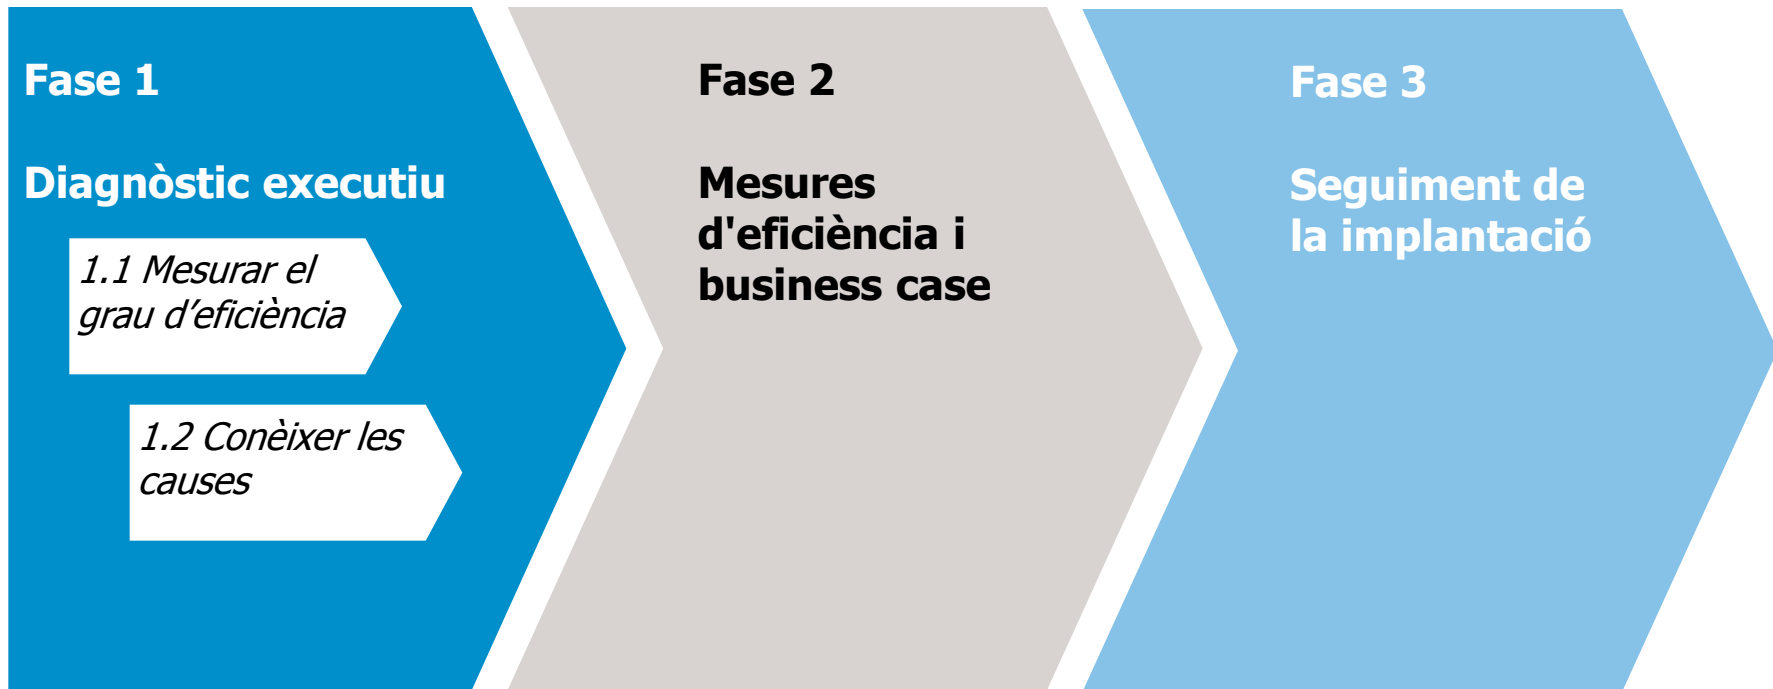 Fase 1
Diagnòstic executiu
1.1 Mesurar el
grau d’eficiència
1.2 Conèixer les
causes
Fase 2
Mesures
d'eficiència i
business case
Fase 3
Seguiment de
la implantació